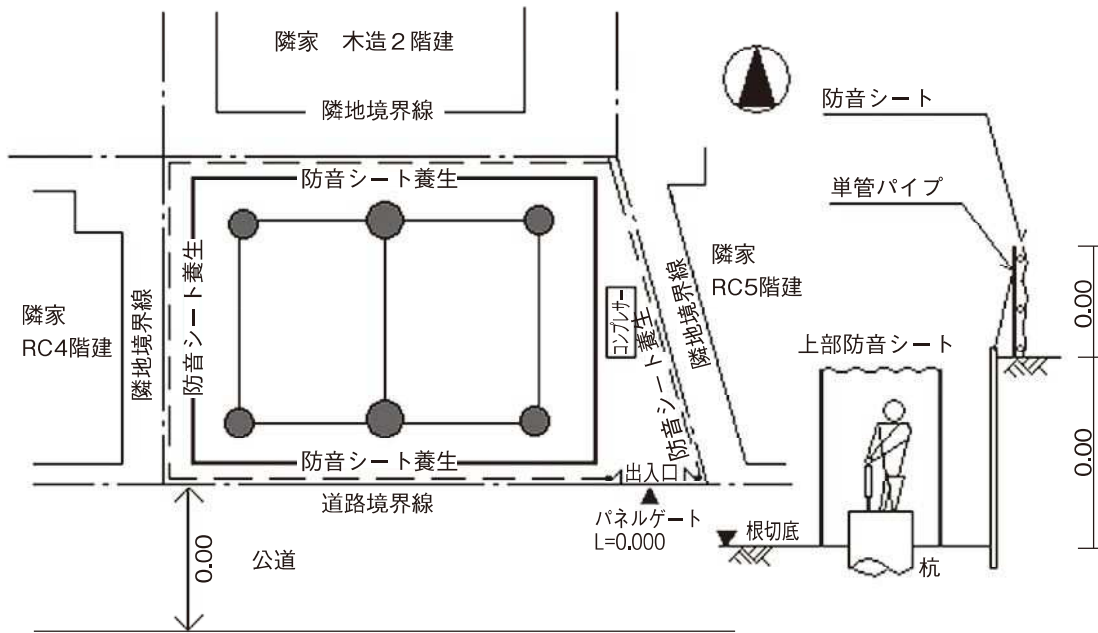 隣家 木造2階建
隣地境界線
防音シート養生
防音シート養生
隣地境界線
隣家
RC4階建
コンプレサー
防音シート養生
隣地境界線
隣家
RC5階建
防音シート養生
出入口
道路境界線
パネルゲート
L=0.000
0.00
公道
防音シート
単管パイプ
上部防音シート
0.00
0.00
根切底
杭